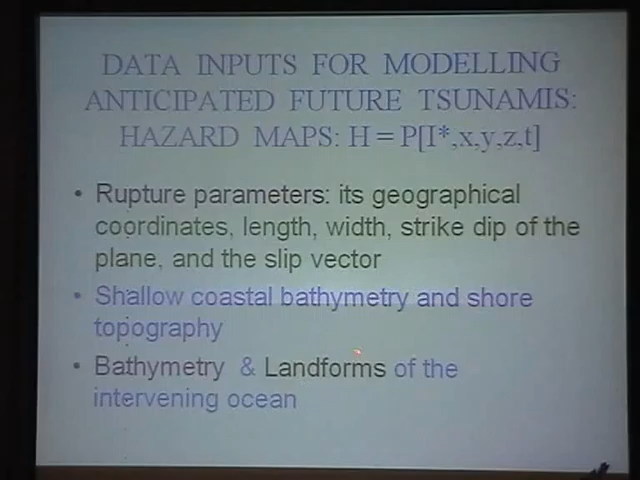 DATA INPUTS FOR MODELLING
ANTICIPATED FUTURE TSUNAMIS:
HAZARD MAPS: H = P[I*,x,y,z,t]
• Rupture parameters: its geographical
coordinates, length, width, strike dip of the
plane, and the slip vector
• Shallow coastal bathymetry and shore
topography
• Bathymetry & Landforms of the
intervening ocean